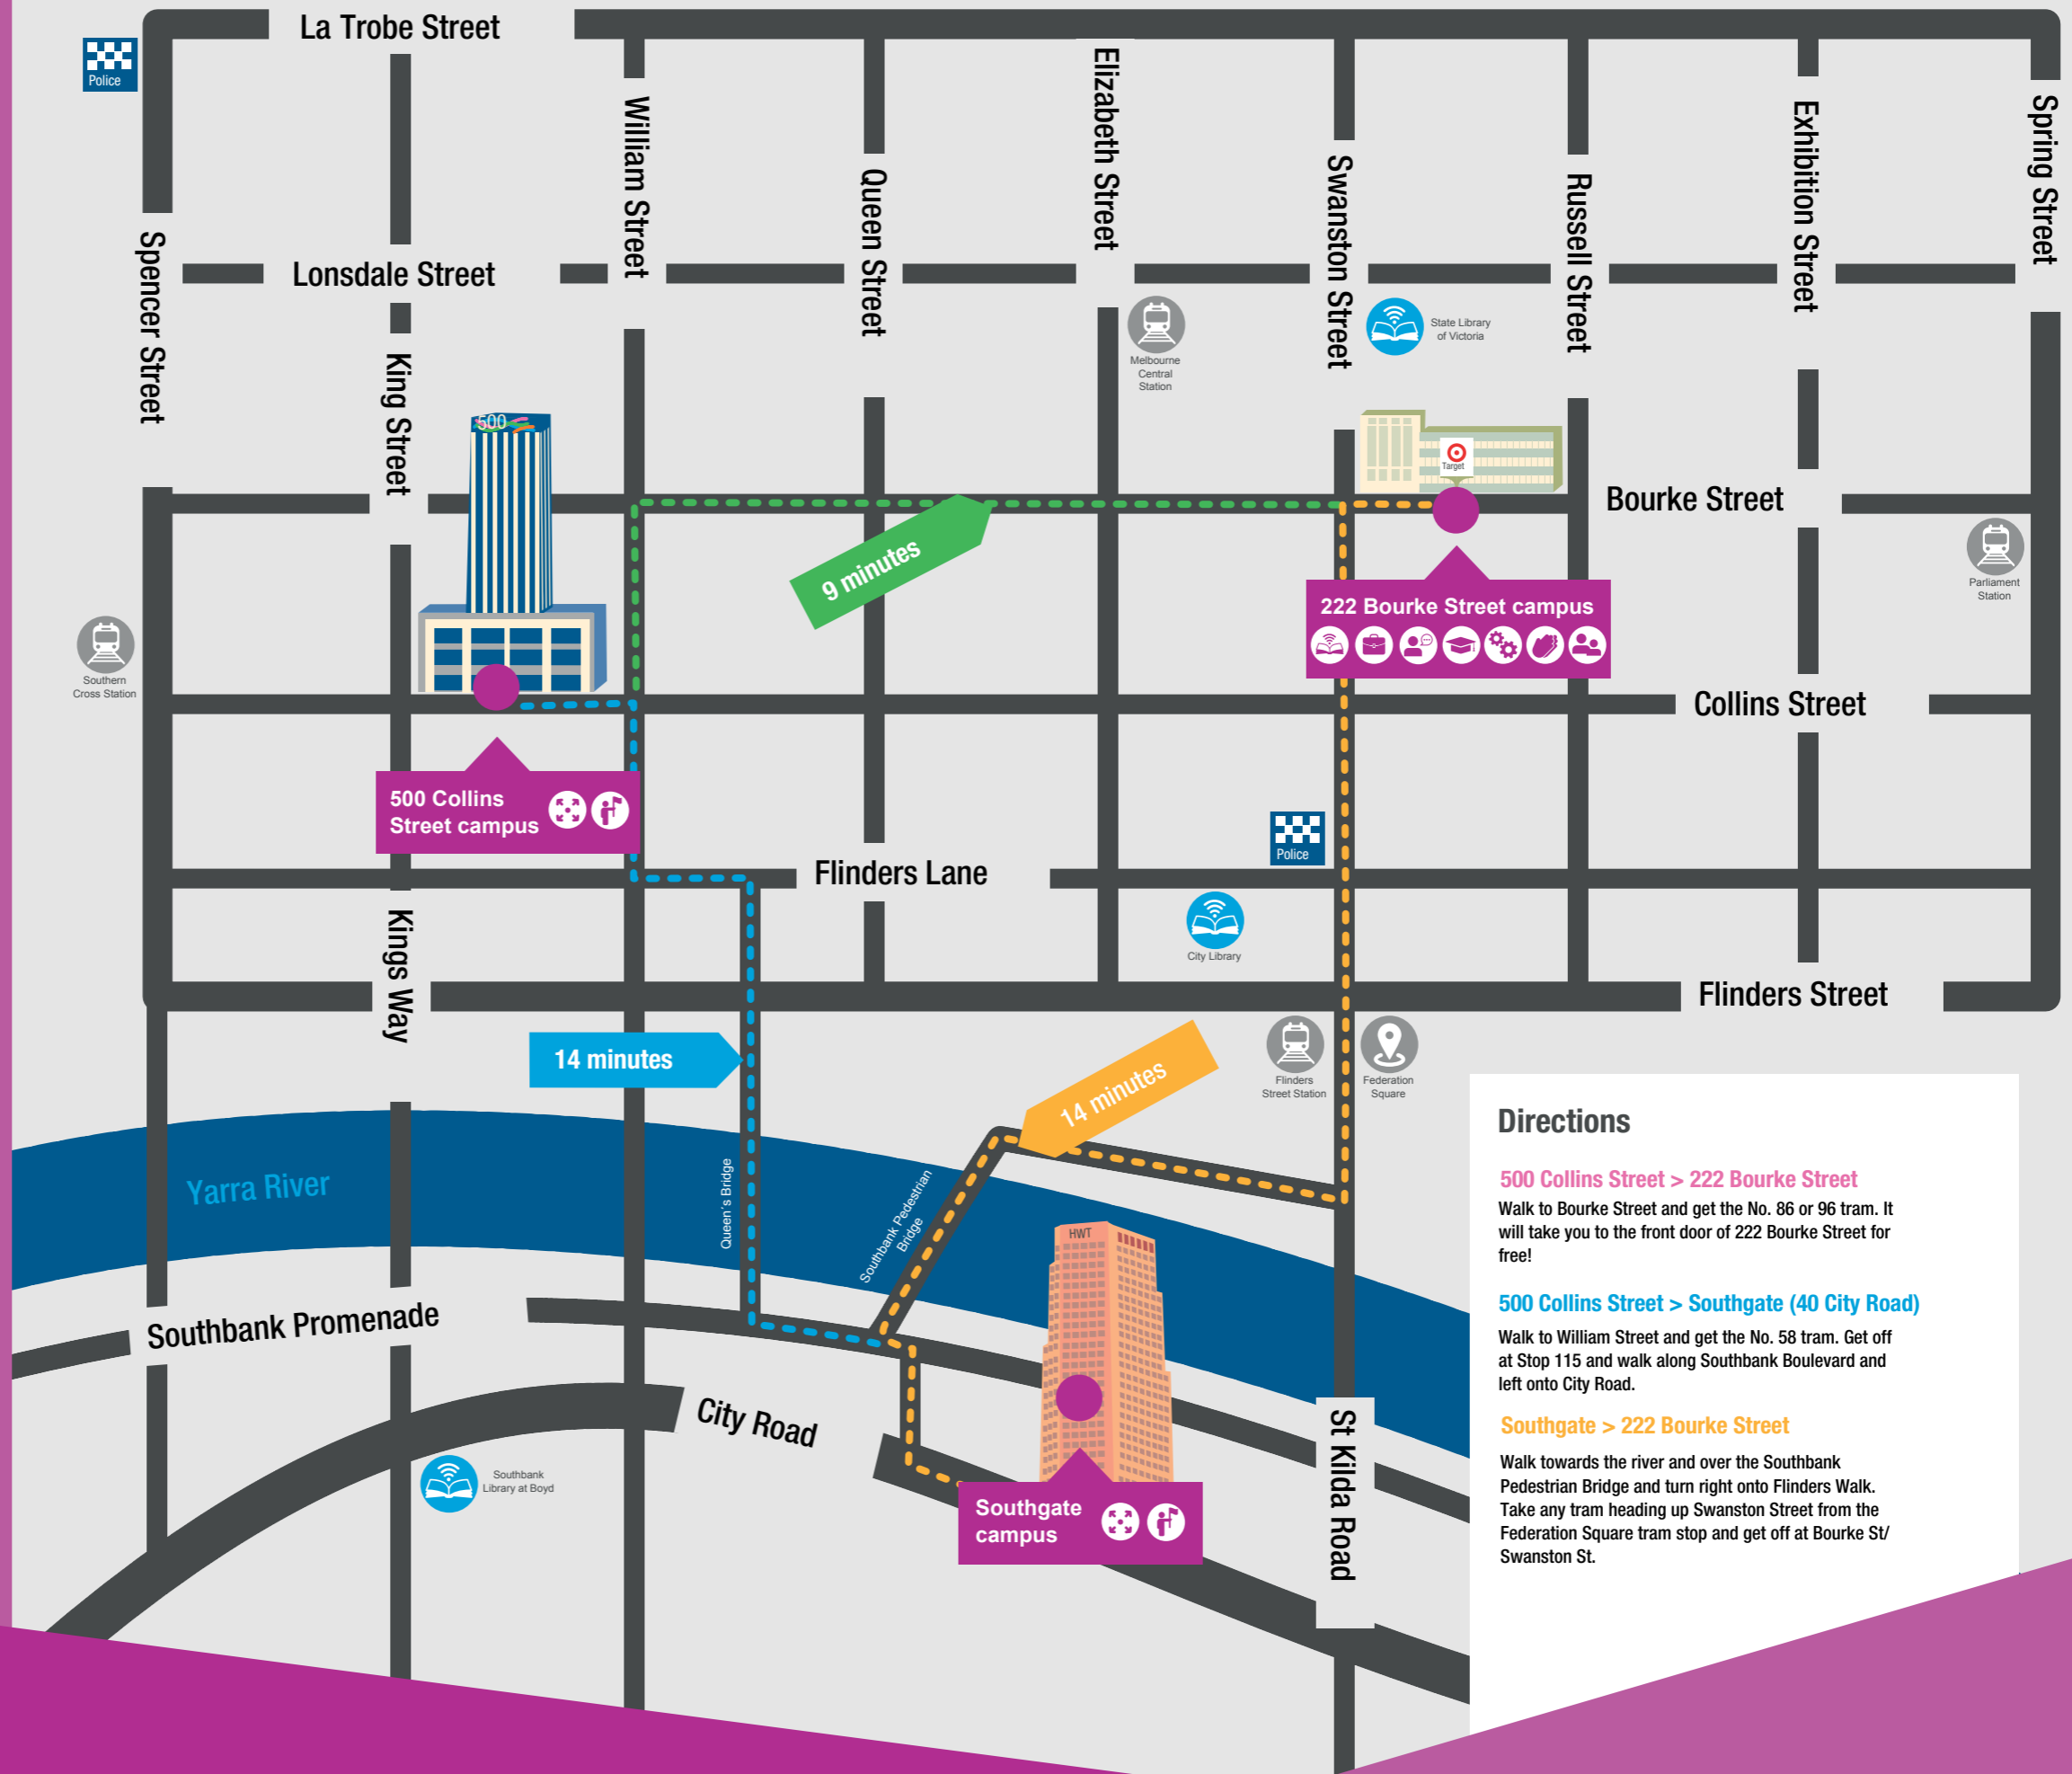 La Trobe Street
Police
William Street
Queen Street
Elizabeth Street
Swanston Street
Russell Street
Exhibition Street
Spring Street
Spencer Street
Lonsdale Street
King Street
Melbourne
Central
Station
State Library
of Victoria
500
Target
Bourke Street
9 minutes
222 Bourke Street campus
Parliament
Station
Southern
Cross Station
Collins Street
500 Collins
Street campus
Police
Flinders Lane
City Library
Kings Way
Flinders Street
14 minutes
14 minutes
Flinders
Street Station
Federation
Square
Yarra River
Queen's Bridge
Southbank Pedestrian
Bridge
HWT
Southbank Promenade
City Road
St Kilda Road
Southbank
Library at Boyd
Southgate
campus
Directions
500 Collins Street > 222 Bourke Street
Walk to Bourke Street and get the No. 86 or 96 tram. It
will take you to the front door of 222 Bourke Street for
free!
500 Collins Street > Southgate (40 City Road)
Walk to William Street and get the No. 58 tram. Get off
at Stop 115 and walk along Southbank Boulevard and
left onto City Road.
Southgate > 222 Bourke Street
Walk towards the river and over the Southbank
Pedestrian Bridge and turn right onto Flinders Walk.
Take any tram heading up Swanston Street from the
Federation Square tram stop and get off at Bourke St/
Swanston St.